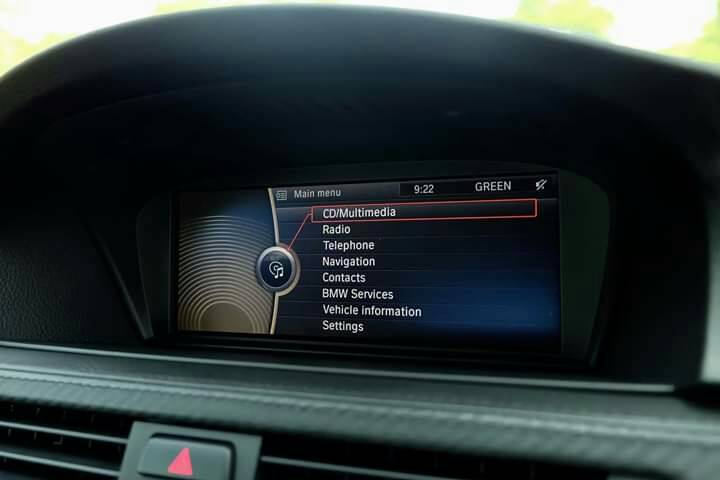 Main menu 9:22 GREEN
CD/Multimedia
Radio
Telephone
Navigation
Contacts
BMW Services
Vehicle information
Settings